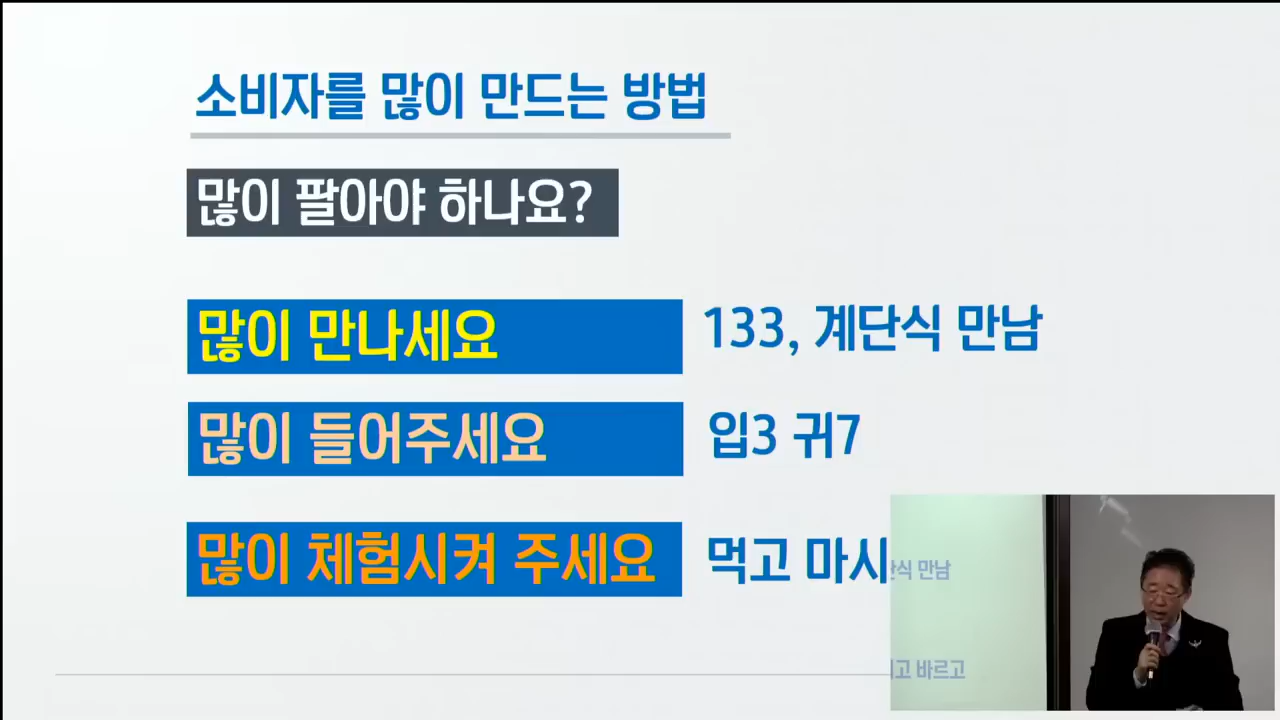 소비자를 많이 만드는 방법
많이 팔아야 하나요?
많이 만나세요 133, 계단식 만남
많이 들어주세요 입3 귀7
많이 체험시켜 주세요 먹고 마시
만남
바르고